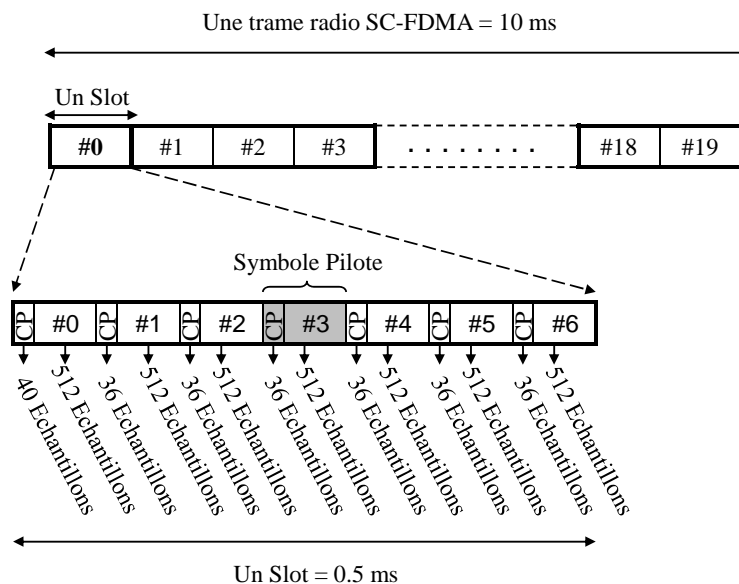 Une trame radio SC-FDMA = 10 ms
Un Slot
#0 #1 #2 #3 . . . . . . . . #18 #19
Symbole Pilote
CP #0 CP #1 CP #2 CP #3 CP #4 CP #5 CP #6
40 Echantillons
512 Echantillons
36 Echantillons
512 Echantillons
36 Echantillons
512 Echantillons
36 Echantillons
512 Echantillons
36 Echantillons
512 Echantillons
36 Echantillons
512 Echantillons
36 Echantillons
512 Echantillons
Un Slot = 0.5 ms